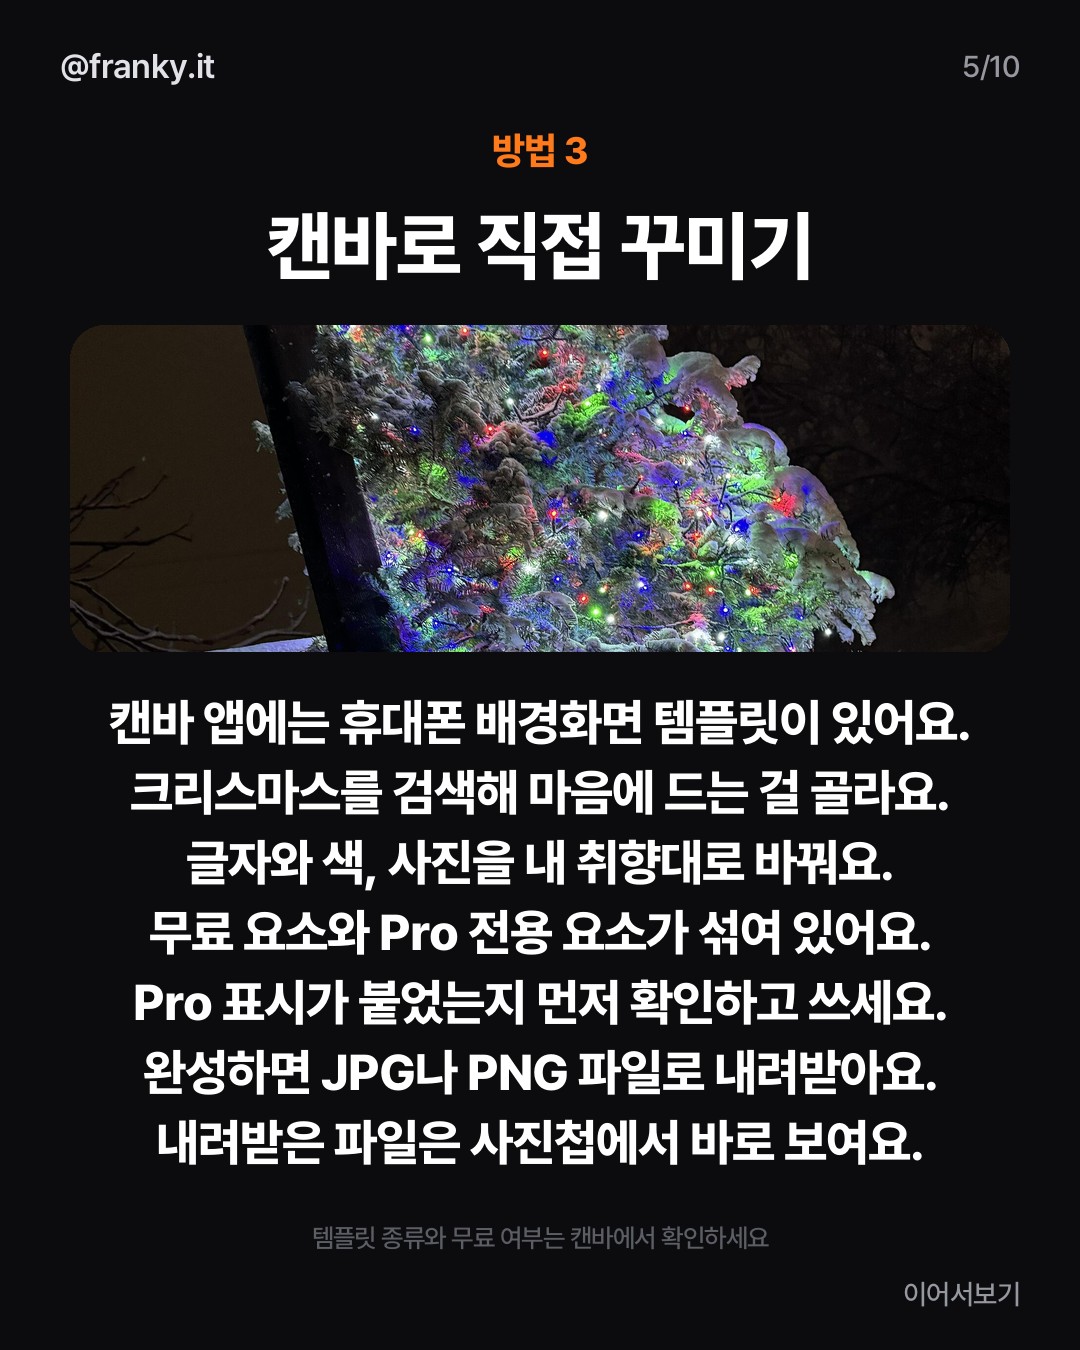 @franky.it
5/10
방법 3
캔바로 직접 꾸미기
캔바 앱에는 휴대폰 배경화면 템플릿이 있어요.
크리스마스를 검색해 마음에 드는 걸 골라요.
글자와 색, 사진을 내 취향대로 바꿔요.
무료 요소와 Pro 전용 요소가 섞여 있어요.
Pro 표시가 붙었는지 먼저 확인하고 쓰세요.
완성하면 JPG나 PNG 파일로 내려받아요.
내려받은 파일은 사진첩에서 바로 보여요.
템플릿 종류와 무료 여부는 캔바에서 확인하세요
이어서보기